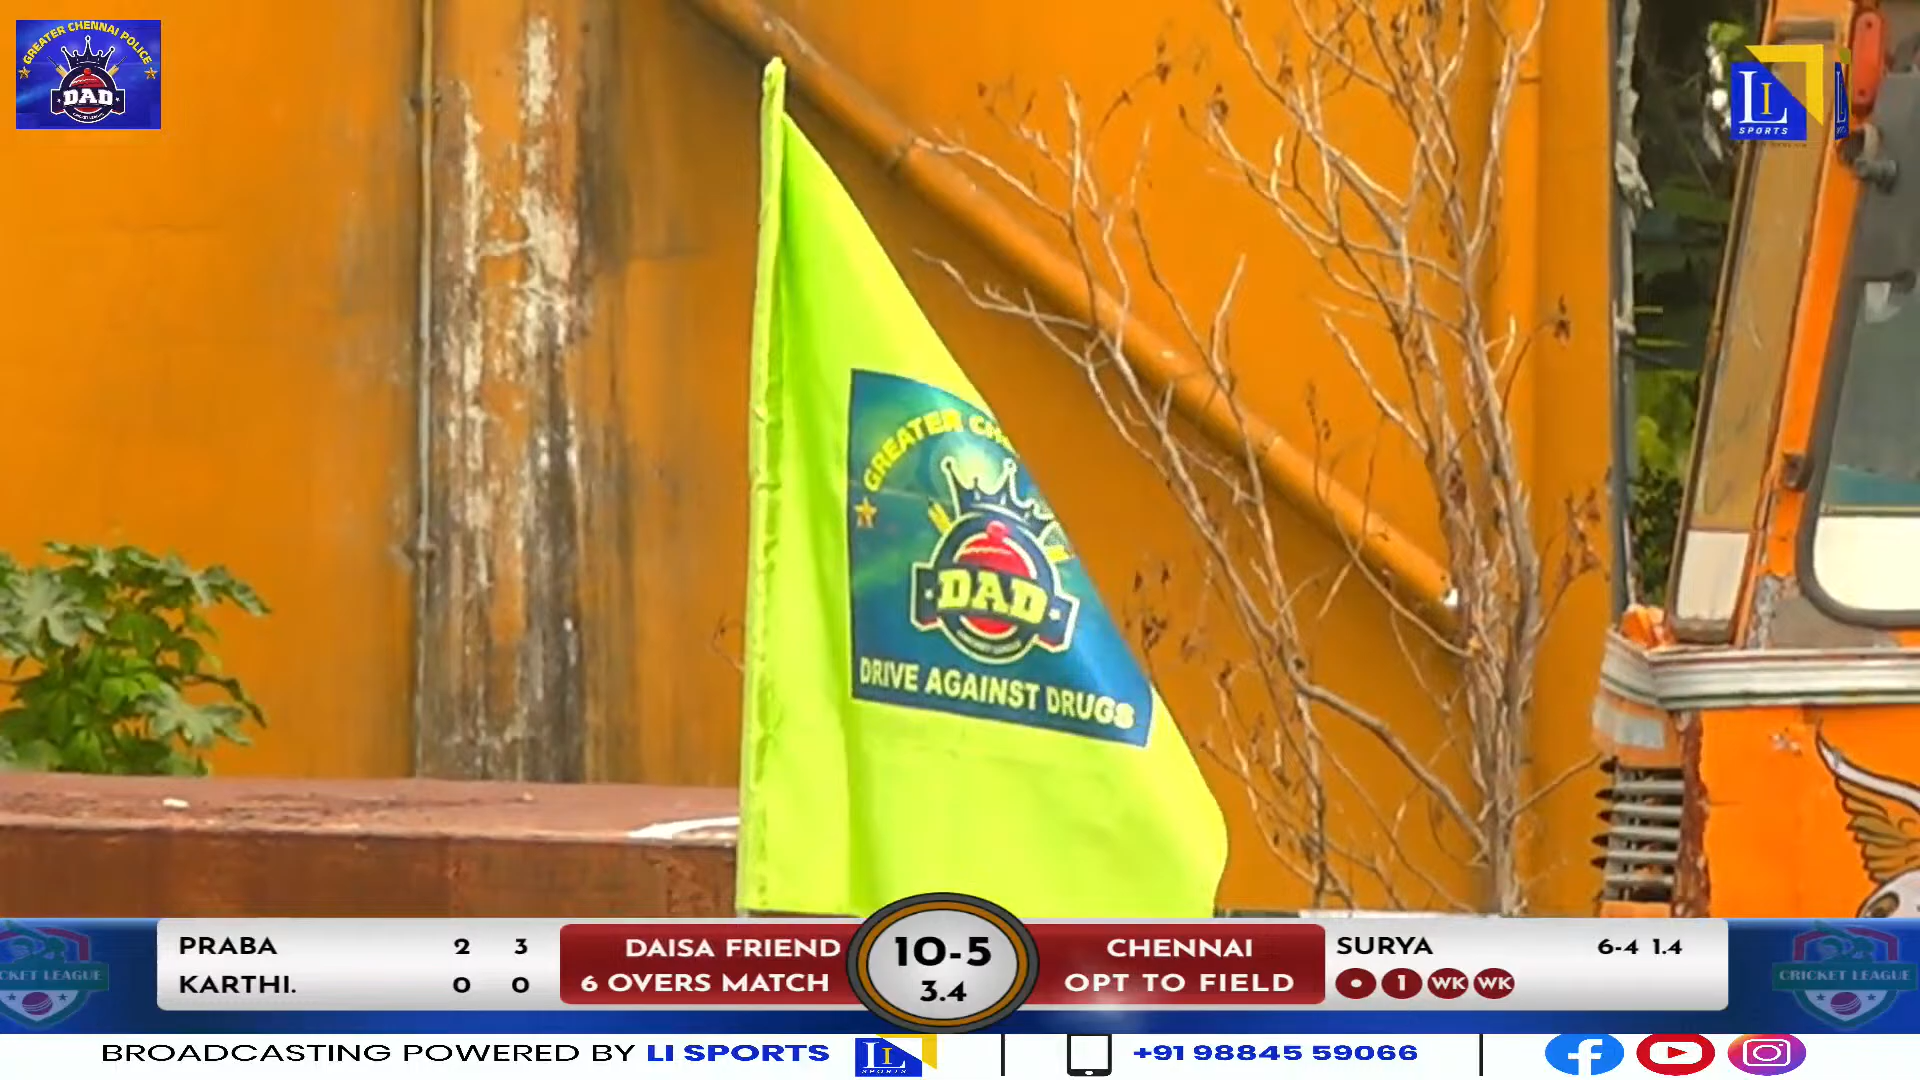 GREATER CHENNAI POLICE
DAD
LI
SPORTS
GREATER CH
DAD
DRIVE AGAINST DRUGS
PRABA 2 3
KARTHI. 0 0
DAISA FRIEND
6 OVERS MATCH
10-5
3.4
CHENNAI
OPT TO FIELD
SURYA 6-4 1.4
1 WK WK
CKET LEAGUE
CRICKET LEAGUE
BROADCASTING POWERED BY LI SPORTS
LI
SPORTS
+91 98845 59066